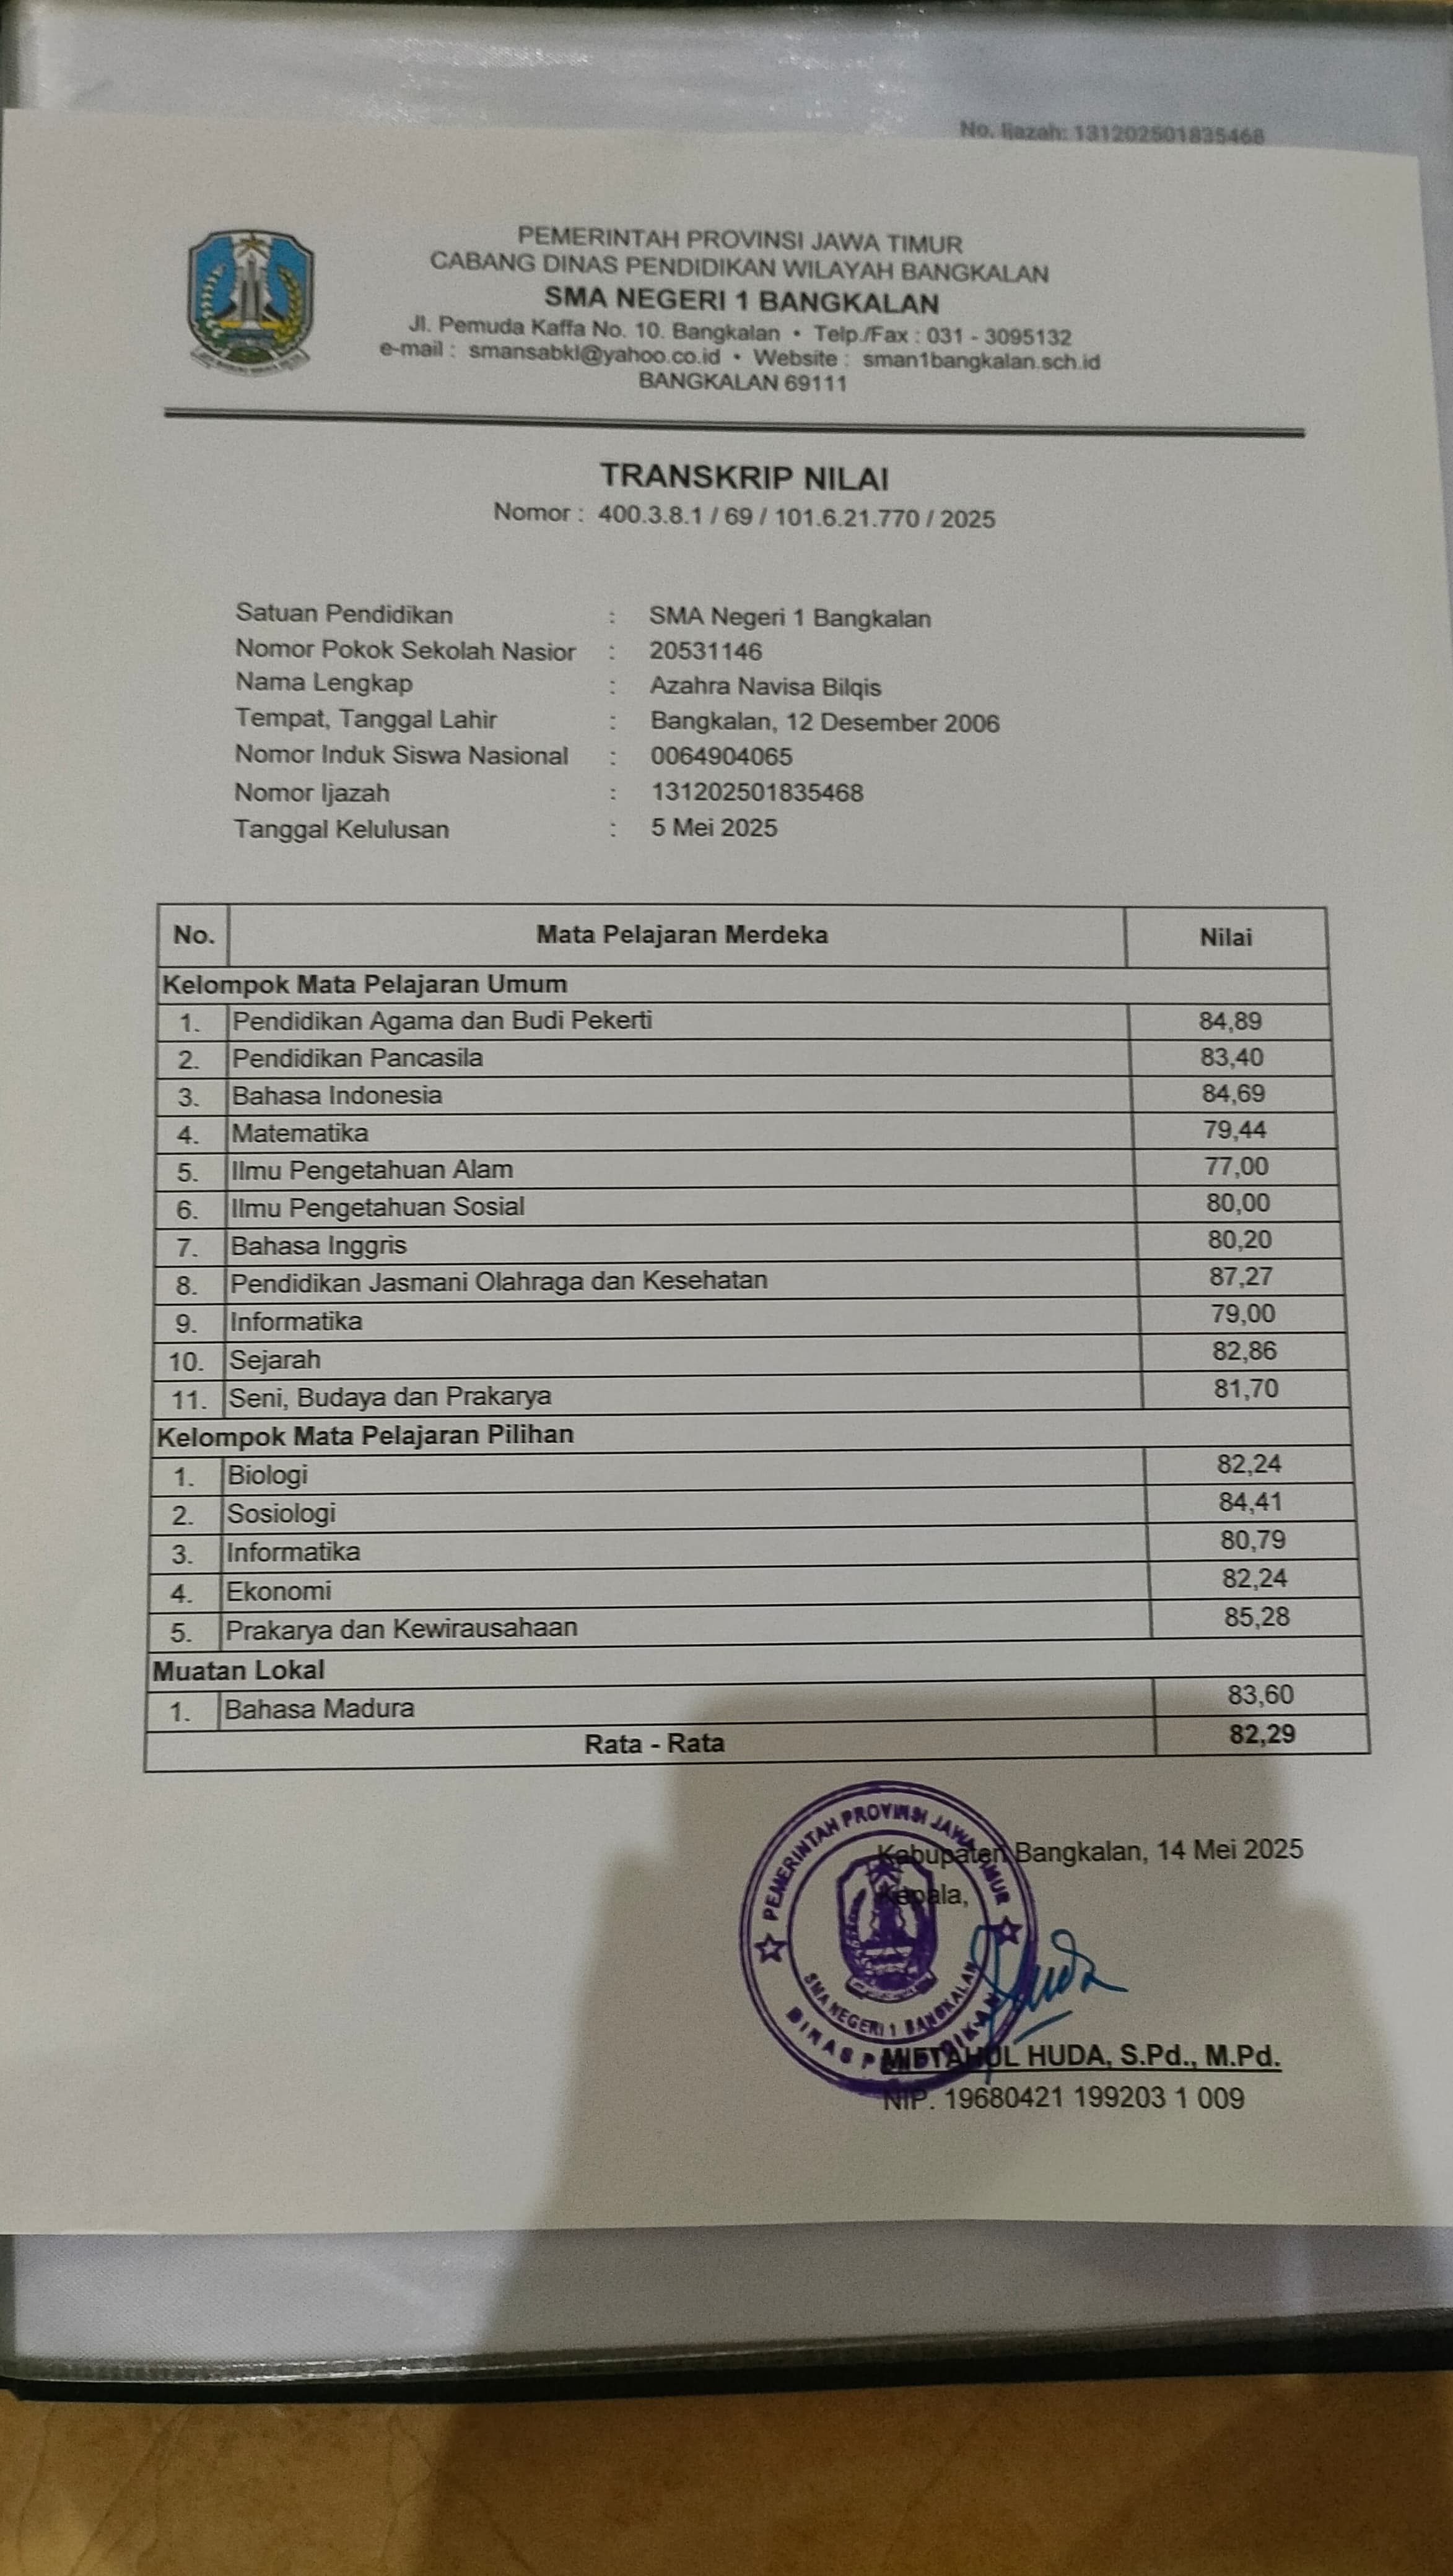 No. Ijazah: 131202501835468
PEMERINTAH PROVINSI JAWA TIMUR
CABANG DINAS PENDIDIKAN WILAYAH BANGKALAN
SMA NEGERI 1 BANGKALAN
Jl. Pemuda Kaffa No. 10. Bangkalan • Telp./Fax : 031 - 3095132
e-mail : smansabkl@yahoo.co.id • Website : sman1bangkalan.sch.id
BANGKALAN 69111
TRANSKRIP NILAI
Nomor : 400.3.8.1 / 69 / 101.6.21.770 / 2025
Satuan Pendidikan : SMA Negeri 1 Bangkalan
Nomor Pokok Sekolah Nasior : 20531146
Nama Lengkap : Azahra Navisa Bilqis
Tempat, Tanggal Lahir : Bangkalan, 12 Desember 2006
Nomor Induk Siswa Nasional : 0064904065
Nomor Ijazah : 131202501835468
Tanggal Kelulusan : 5 Mei 2025
No. Mata Pelajaran Merdeka Nilai
Kelompok Mata Pelajaran Umum
1. Pendidikan Agama dan Budi Pekerti 84,89
2. Pendidikan Pancasila 83,40
3. Bahasa Indonesia 84,69
4. Matematika 79,44
5. Ilmu Pengetahuan Alam 77,00
6. Ilmu Pengetahuan Sosial 80,00
7. Bahasa Inggris 80,20
8. Pendidikan Jasmani Olahraga dan Kesehatan 87,27
9. Informatika 79,00
10. Sejarah 82,86
11. Seni, Budaya dan Prakarya 81,70
Kelompok Mata Pelajaran Pilihan
1. Biologi 82,24
2. Sosiologi 84,41
3. Informatika 80,79
4. Ekonomi 82,24
5. Prakarya dan Kewirausahaan 85,28
Muatan Lokal
1. Bahasa Madura 83,60
Rata - Rata 82,29
Kabupaten Bangkalan, 14 Mei 2025
Kepala,
PEMERINTAH PROVINSI JAWA TIMUR
SMA NEGERI 1 BANGKALAN
DINAS PENDIDIKAN
MIFTAHUL HUDA, S.Pd., M.Pd.
NIP. 19680421 199203 1 009